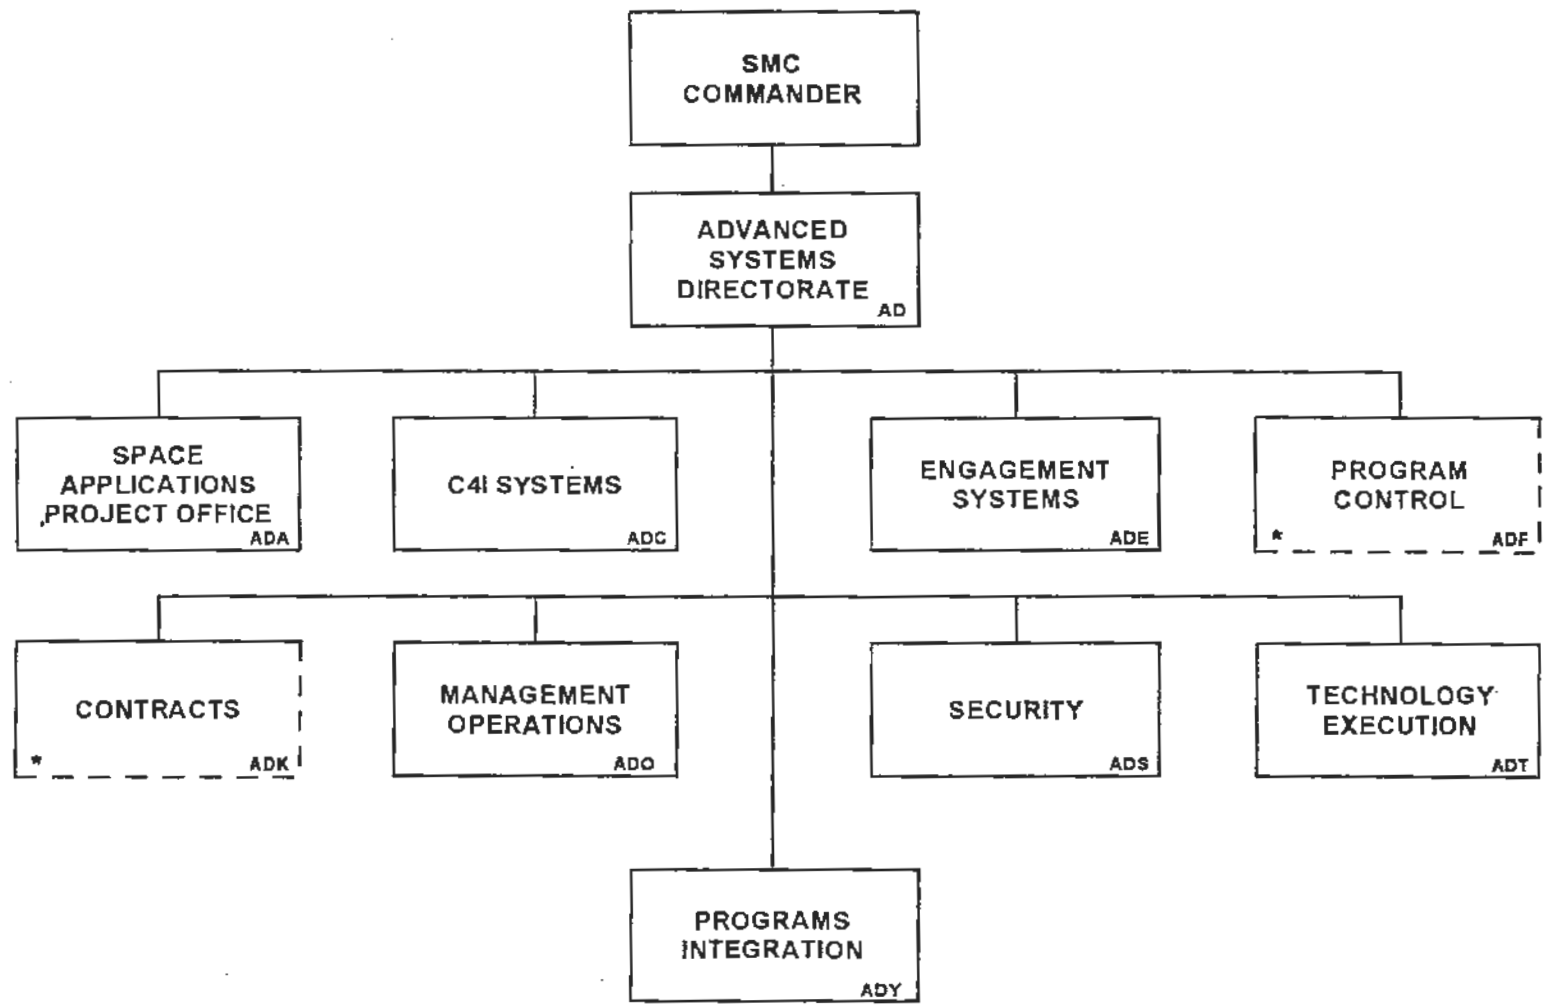 SMC
COMMANDER
ADVANCED
SYSTEMS
DIRECTORATE
AD
SPACE
APPLICATIONS
PROJECT OFFICE
ADA
C4I SYSTEMS
ADC
ENGAGEMENT
SYSTEMS
ADE
PROGRAM
CONTROL
*
ADF
CONTRACTS
*
ADK
MANAGEMENT
OPERATIONS
ADO
SECURITY
ADS
TECHNOLOGY
EXECUTION
ADT
PROGRAMS
INTEGRATION
ADY